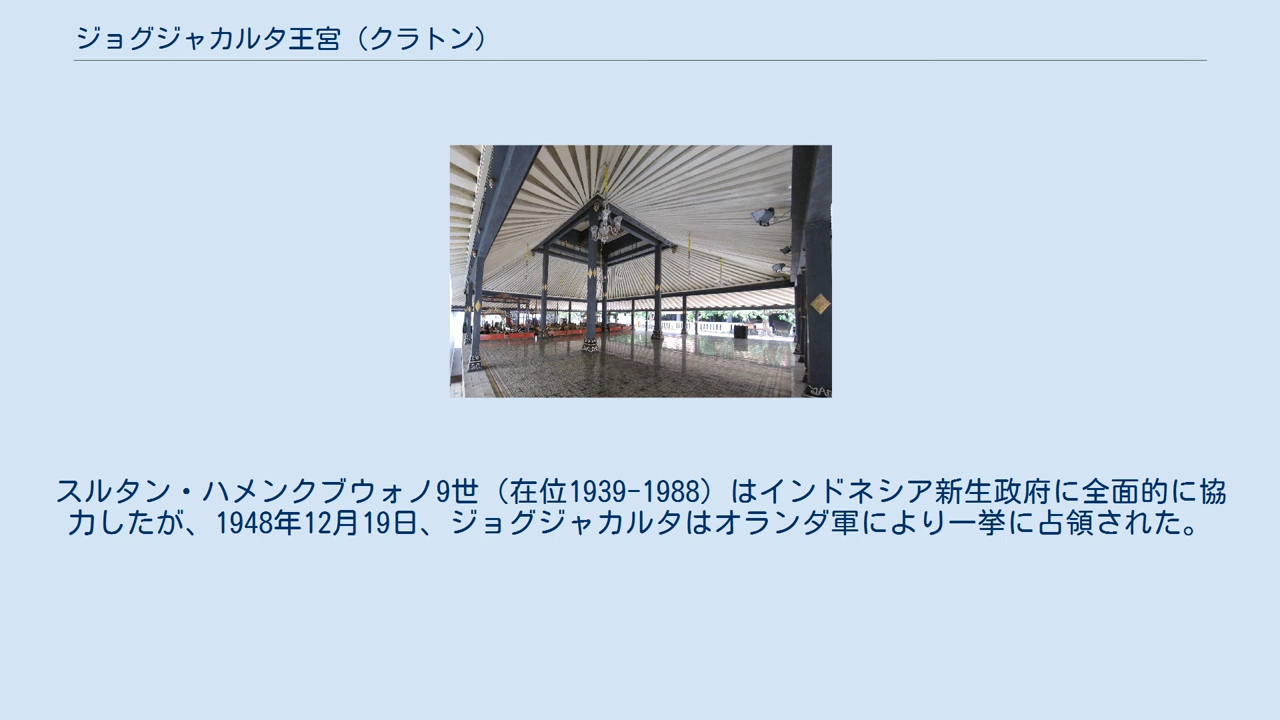 ジョグジャカルタ王宮（クラトン）
スルタン・ハメンクブウォノ9世（在位1939-1988）はインドネシア新生政府に全面的に協
力したが、1948年12月19日、ジョグジャカルタはオランダ軍により一挙に占領された。